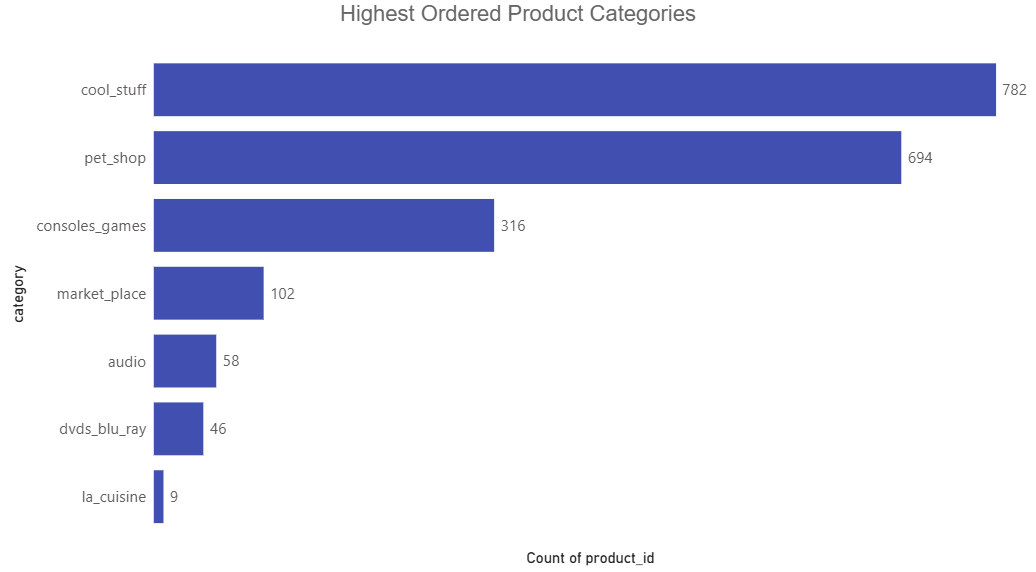 Highest Ordered Product Categories
cool_stuff 782
pet_shop 694
consoles_games 316
market_place 102
audio 58
dvds_blu_ray 46
la_cuisine 9
category
Count of product_id